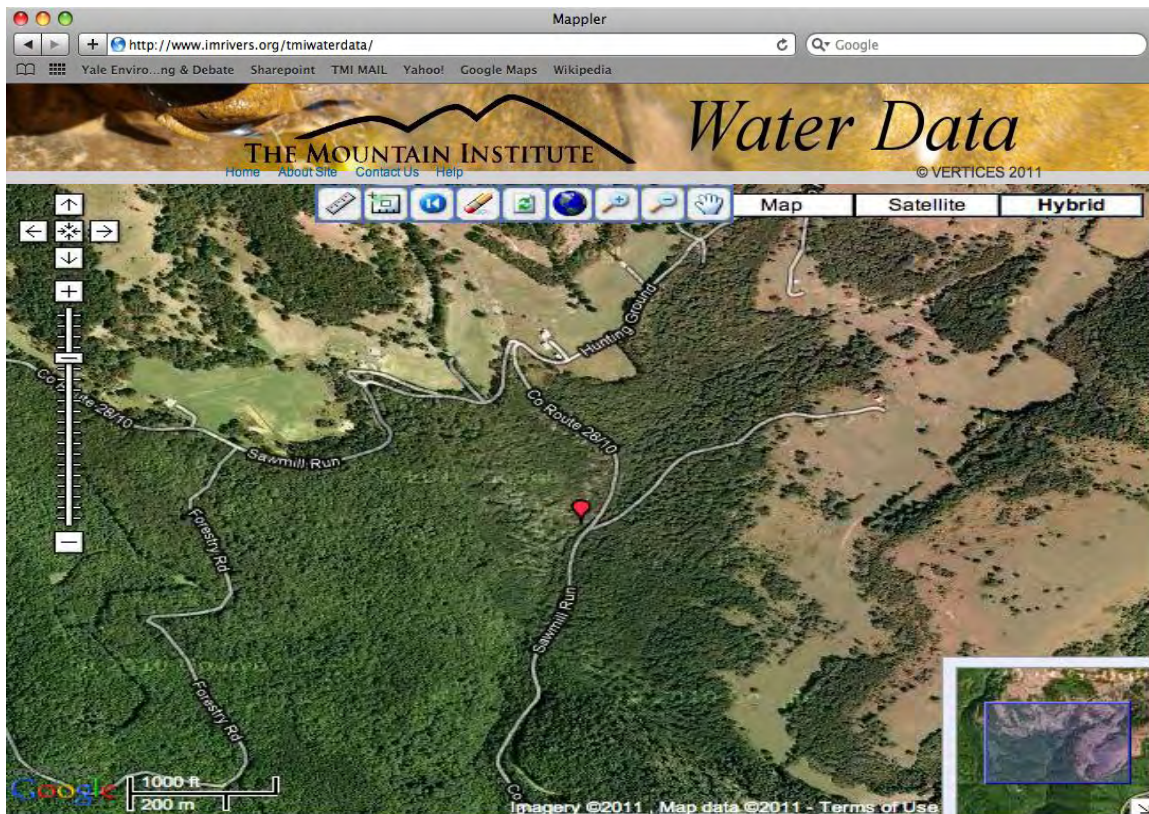 Mappler
http://www.imrivers.org/tmiwaterdata/
Google
Yale Enviro...ng & Debate Sharepoint TMI MAIL Yahoo! Google Maps Wikipedia
THE MOUNTAIN INSTITUTE
Water Data
Home About Site Contact Us Help
© VERTICES 2011
Map Satellite Hybrid
Hunting Ground
Co Route 28/10
Co Route 28/10
Sawmill Run
Forestry Rd
Sawmill Run
Forestry Rd
Co
Google
1000 ft
200 m
Imagery ©2011 , Map data ©2011 - Terms of Use